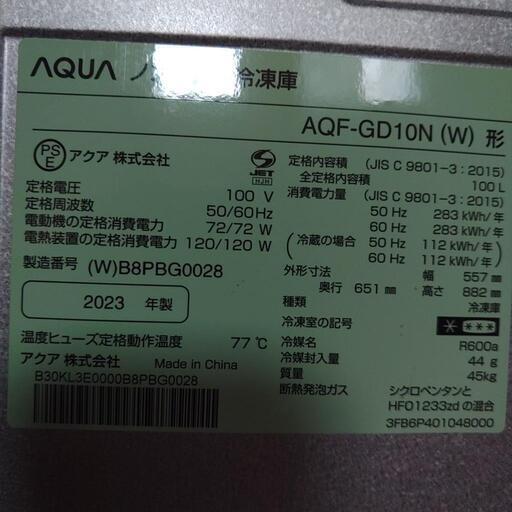 AQUA ノ 冷凍庫
AQF-GD10N (W) 形
PSE アクア 株式会社
JET
HJH
定格電圧 100 V
定格周波数 50/60Hz
電動機の定格消費電力 72/72 W
電熱装置の定格消費電力 120/120 W
製造番号 (W)B8PBG0028
2023 年製
温度ヒューズ定格動作温度 77℃
アクア 株式会社 Made in China
B30KL3E0000B8PBG0028
定格内容積 (JIS C 9801-3 : 2015)
全定格内容積 100 L
消費電力量 (JIS C 9801-3 : 2015)
50 Hz 283 kWh/年
60 Hz 283 kWh/年
(冷蔵の場合 50 Hz 112 kWh/年)
60 Hz 112 kWh/年
外形寸法 幅 557㎜
奥行 651㎜ 高さ 882㎜
種類 冷凍庫
冷凍室の記号
冷媒名 R600a
冷媒封入量 44 g
質量 45kg
断熱発泡ガス シクロペンタンと
HFO1233zd の混合
3FB6P401048000